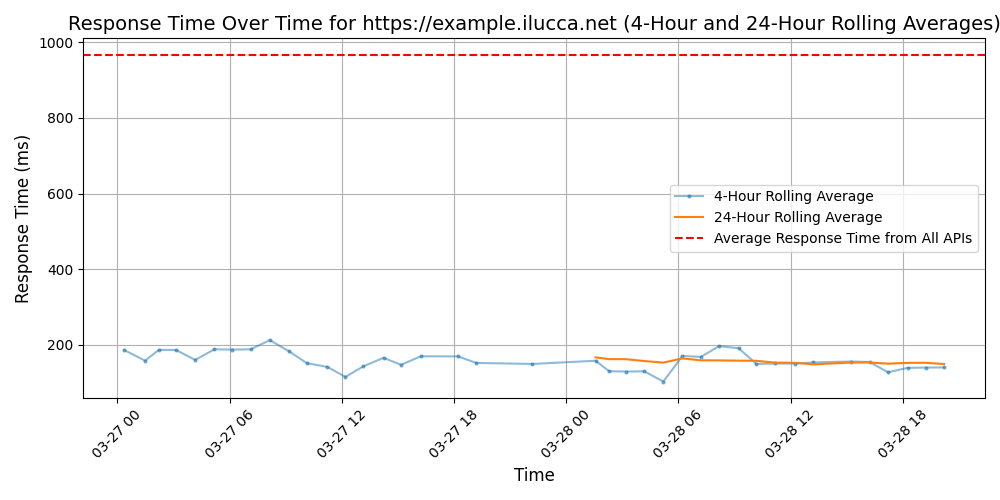 Response Time Over Time for https://example.ilucca.net (4-Hour and 24-Hour Rolling Averages)
Response Time (ms)
1000
800
600
400
200
4-Hour Rolling Average
24-Hour Rolling Average
Average Response Time from All APIs
03-27 00
03-27 06
03-27 12
03-27 18
03-28 00
03-28 06
03-28 12
03-28 18
Time